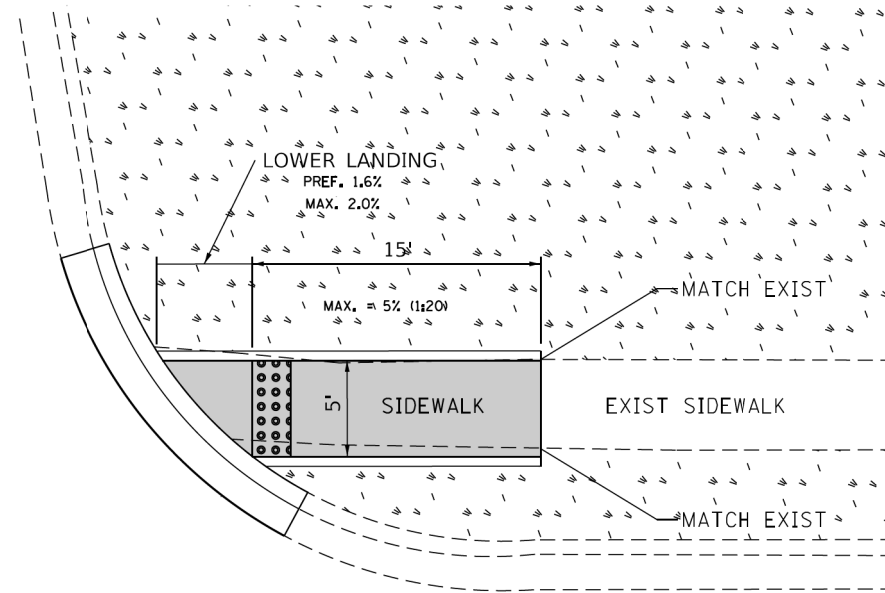 LOWER LANDING
PREF. 1.6%
MAX. 2.0%
15'
MAX. = 5% (1:20)
MATCH EXIST
5'
SIDEWALK
EXIST SIDEWALK
MATCH EXIST